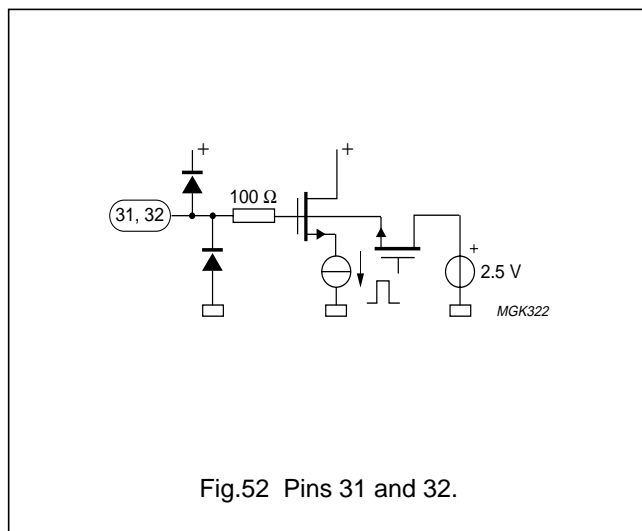 +
+
100 Ω
31, 32
+
2.5 V
MGK322
Fig.52 Pins 31 and 32.